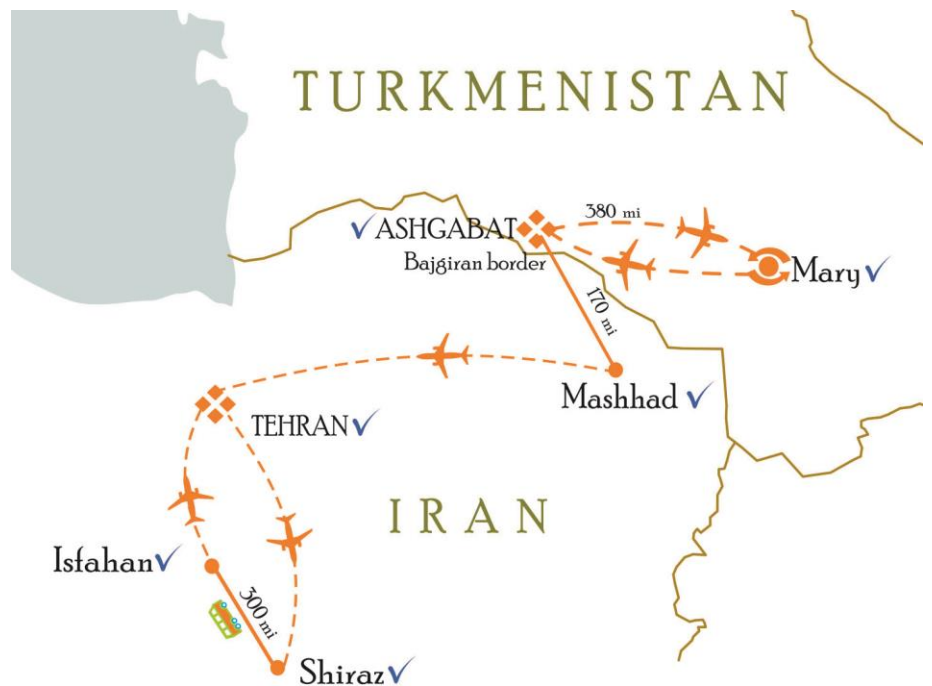 TURKMENISTAN
380 mi
ASHGABAT
Bajgiran border
Mary
170 mi
Mashhad
TEHRAN
IRAN
Isfahan
300 mi
Shiraz